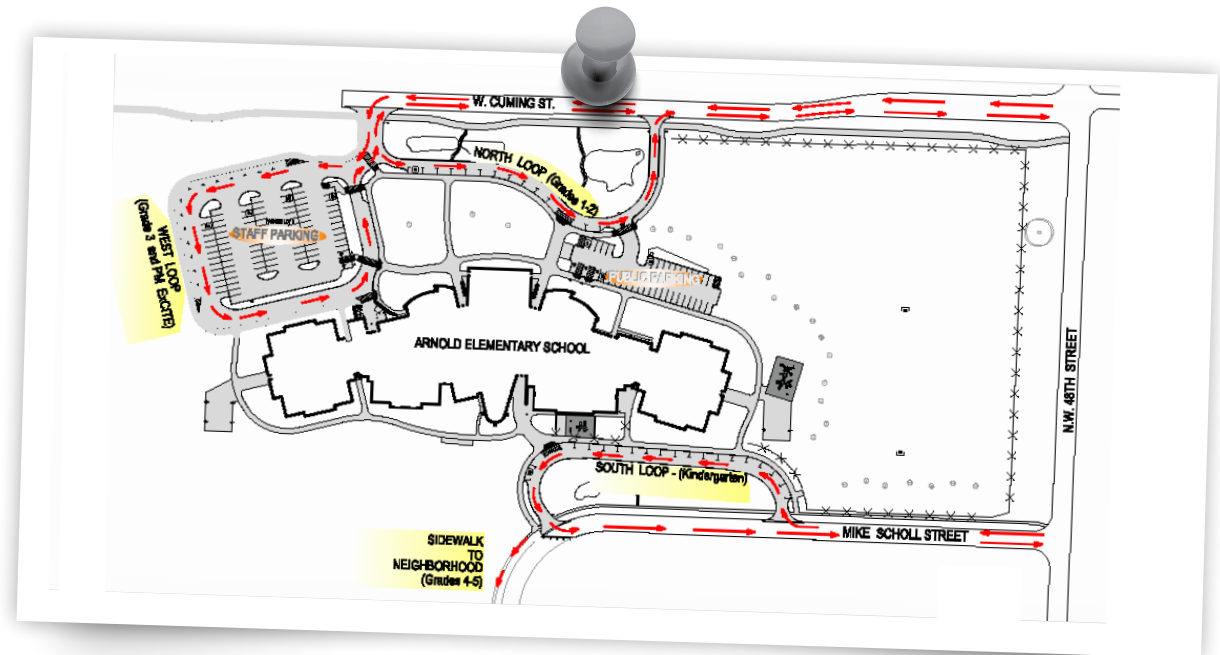 W. CUMING ST.
NORTH LOOP (Grades 1-2)
WEST LOOP
(Grade 3 and PM ExCITE)
STAFF PARKING
PUBLIC PARKING
ARNOLD ELEMENTARY SCHOOL
N.W. 48TH STREET
SOUTH LOOP - (Kindergarten)
MIKE SCHOLL STREET
SIDEWALK
TO
NEIGHBORHOOD
(Grades 4-5)